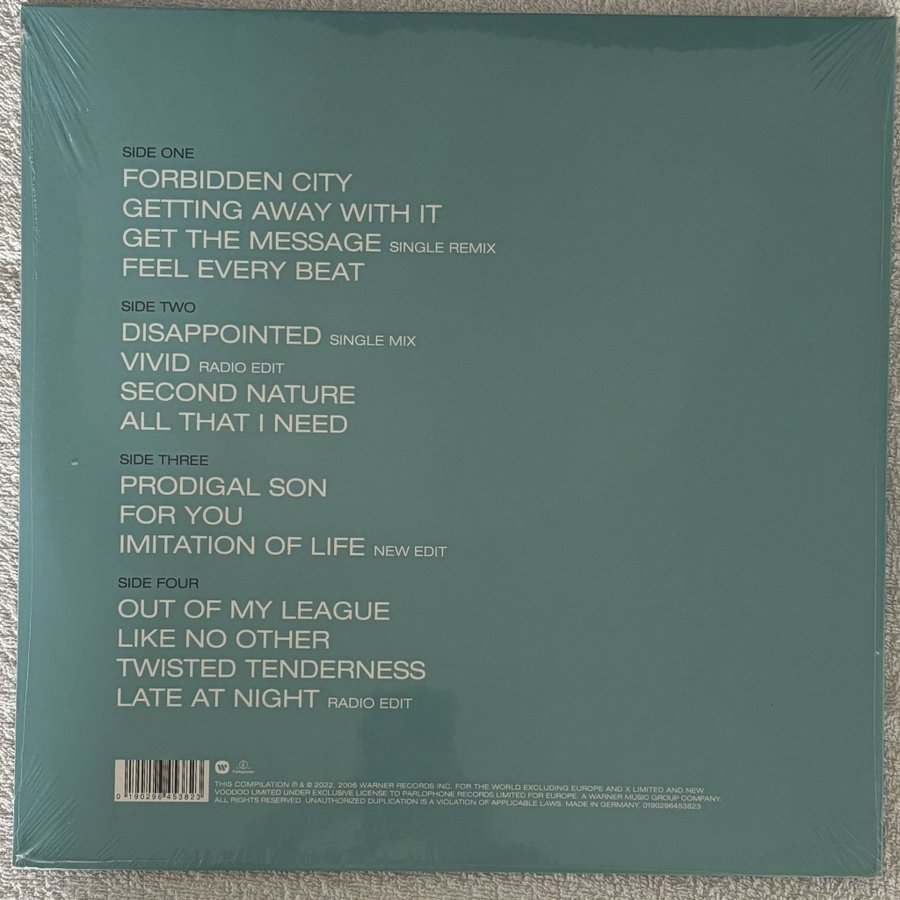 SIDE ONE
FORBIDDEN CITY
GETTING AWAY WITH IT
GET THE MESSAGE SINGLE REMIX
FEEL EVERY BEAT
SIDE TWO
DISAPPOINTED SINGLE MIX
VIVID RADIO EDIT
SECOND NATURE
ALL THAT I NEED
SIDE THREE
PRODIGAL SON
FOR YOU
IMITATION OF LIFE NEW EDIT
SIDE FOUR
OUT OF MY LEAGUE
LIKE NO OTHER
TWISTED TENDERNESS
LATE AT NIGHT RADIO EDIT
0 190296 453823
Parlophone
THIS COMPILATION ℗ & © 2022, 2006 WARNER RECORDS INC. FOR THE WORLD EXCLUDING EUROPE AND X LIMITED AND NEW
VOODOO LIMITED UNDER EXCLUSIVE LICENSE TO PARLOPHONE RECORDS LIMITED FOR EUROPE. A WARNER MUSIC GROUP COMPANY.
ALL RIGHTS RESERVED. UNAUTHORIZED DUPLICATION IS A VIOLATION OF APPLICABLE LAWS. MADE IN GERMANY. 0190296453823